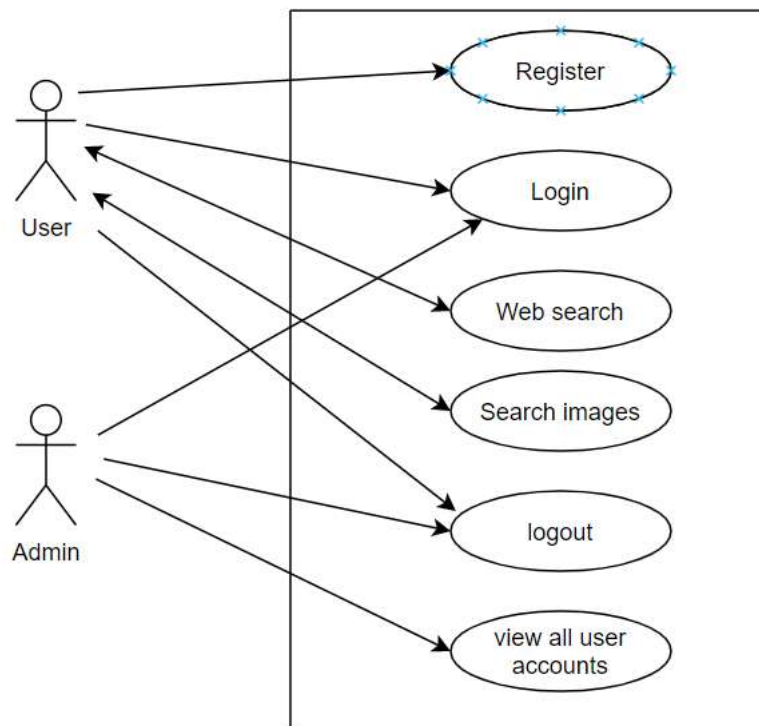 Register
User
Login
Web search
Search images
Admin
logout
view all user
accounts